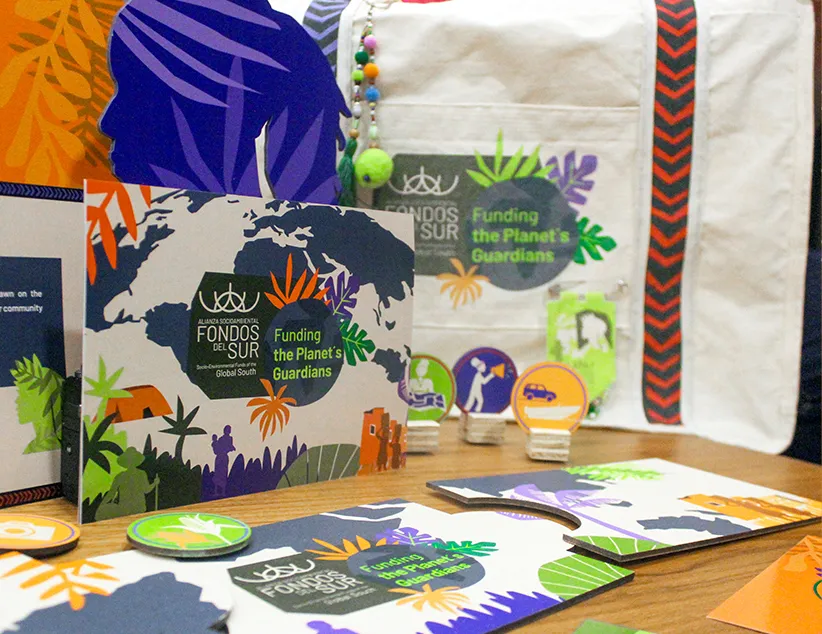 awn on the
r community
ALIANZA SOCIOAMBIENTAL
FONDOS
DEL SUR
Socio-Environmental Funds of the
Global South
Funding
the Planet's
Guardians
FONDOS
DEL SUR
Funding
the Planet's
Guardians
FONDOS
DEL SUR
Global South
Funding
the Planet's
Guardians